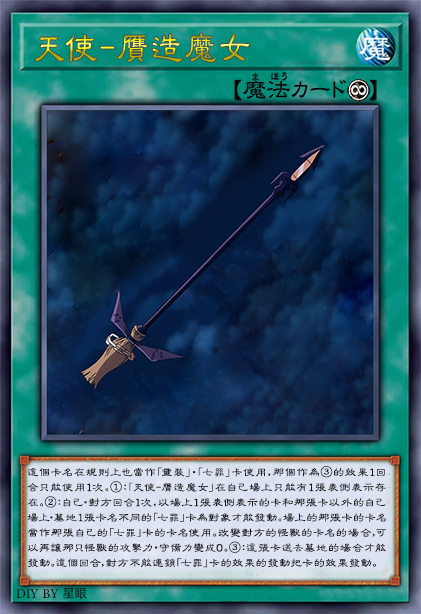 天使-贋造魔女
魔
まほう
【魔法カード♾】
這個卡名在規則上也當作「靈裝」·「七罪」卡使用,那個作為③的效果1回
合只能使用1次。①:「天使-贋造魔女」在自己場上只能有1張表側表示存
在。②:自己·對方回合1次,以場上1張表側表示的卡和那張卡以外的自己
場上·墓地1張卡名不同的「七罪」卡為對象才能發動。場上的那張卡的卡名
當作那張自己的「七罪」卡的卡名使用。改變對方的怪獸的卡名的場合,可
以再讓那只怪獸的攻擊力·守備力變成0。③:這張卡送去墓地的場合才能
發動。這個回合,對方不能連鎖「七罪」卡的效果的發動把卡的效果發動。
DIY BY 星眼